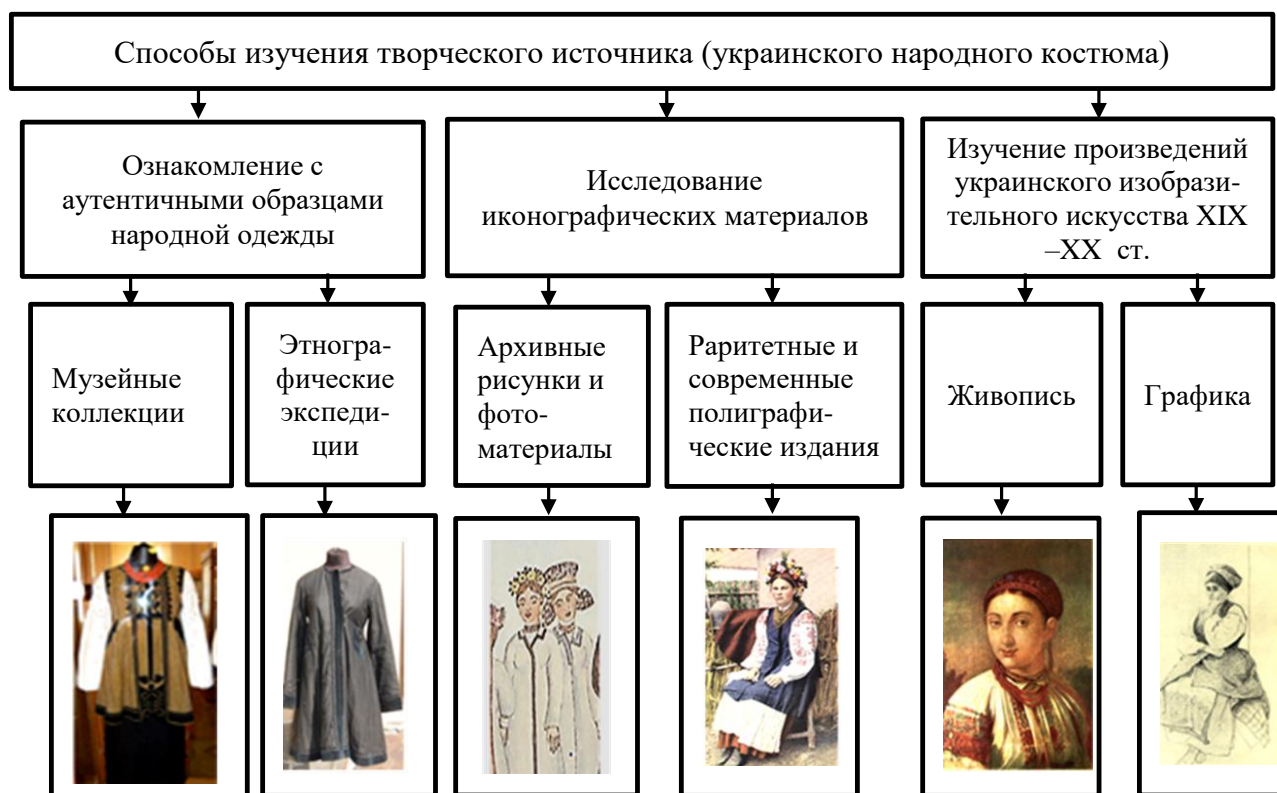 Способы изучения творческого источника (украинского народного костюма)
Ознакомление с
аутентичными образцами
народной одежды
Исследование
иконографических материалов
Изучение произведений
украинского изобрази-
тельного искусства XIX
–XX ст.
Музейные
коллекции
Этногра-
фические
экспеди-
ции
Архивные
рисунки и
фото-
материалы
Раритетные и
современные
полиграфи-
ческие издания
Живопись
Графика